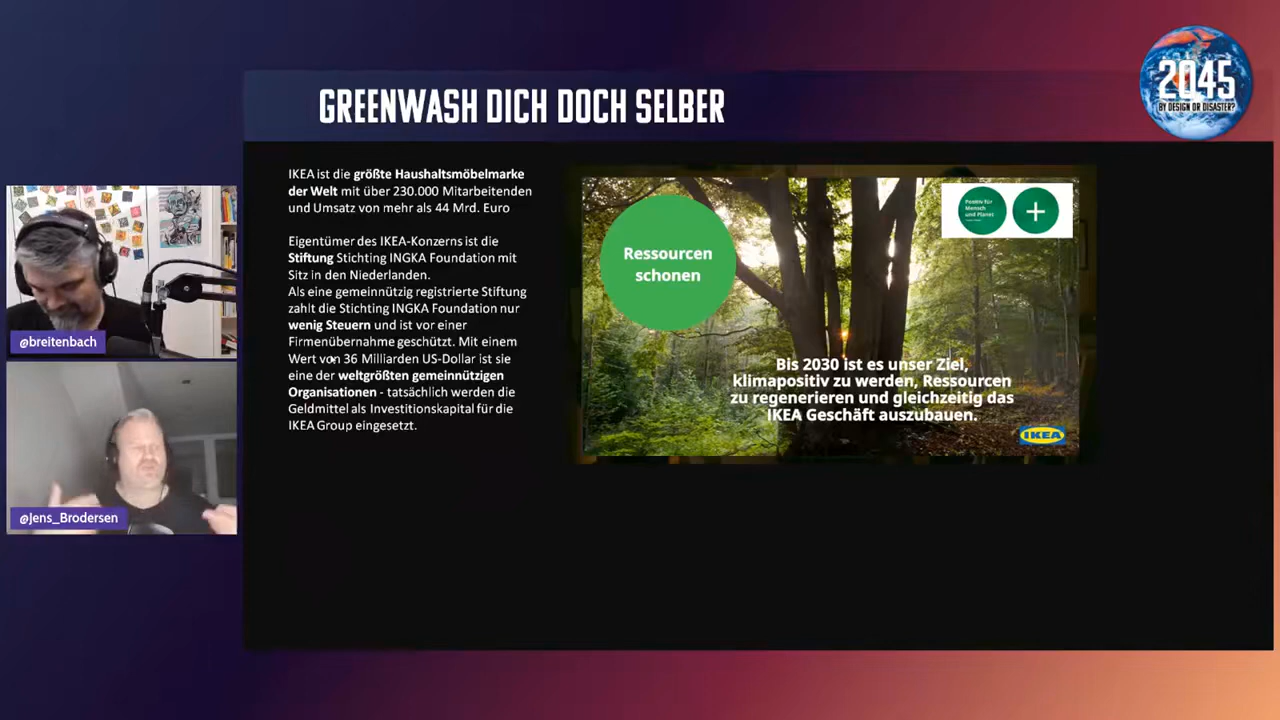 2045
BY DESIGN OR DISASTER?
GREENWASH DICH DOCH SELBER
IKEA ist die größte Haushaltsmöbelmarke
der Welt mit über 230.000 Mitarbeitenden
und Umsatz von mehr als 44 Mrd. Euro
Eigentümer des IKEA-Konzerns ist die
Stiftung Stichting INGKA Foundation mit
Sitz in den Niederlanden.
Als eine gemeinnützig registrierte Stiftung
zahlt die Stichting INGKA Foundation nur
wenig Steuern und ist vor einer
Firmenübernahme geschützt. Mit einem
Wert von 36 Milliarden US-Dollar ist sie
eine der weltgrößten gemeinnützigen
Organisationen - tatsächlich werden die
Geldmittel als Investitionskapital für die
IKEA Group eingesetzt.
Ressourcen
schonen
Positiv für
Mensch
und Planet
+
Bis 2030 ist es unser Ziel,
klimapositiv zu werden, Ressourcen
zu regenerieren und gleichzeitig das
IKEA Geschäft auszubauen.
IKEA
@breitenbach
@Jens_Brodersen